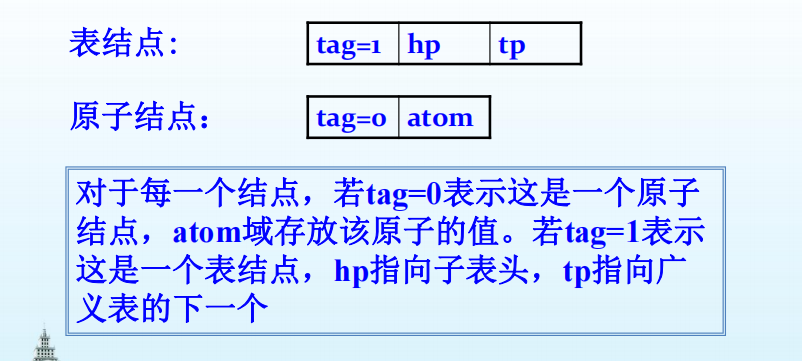 表结点: tag=1 hp tp
原子结点： tag=0 atom
对于每一个结点，若tag=0表示这是一个原子
结点，atom域存放该原子的值。若tag=1表示
这是一个表结点，hp指向子表头，tp指向广
义表的下一个